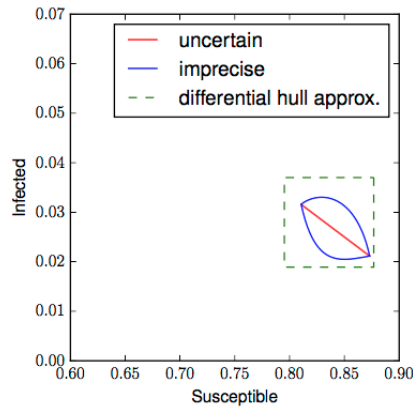 0.07
uncertain
imprecise
differential hull approx.
0.06
0.05
0.04
0.03
0.02
0.01
0.00
Infected
0.60 0.65 0.70 0.75 0.80 0.85 0.90
Susceptible